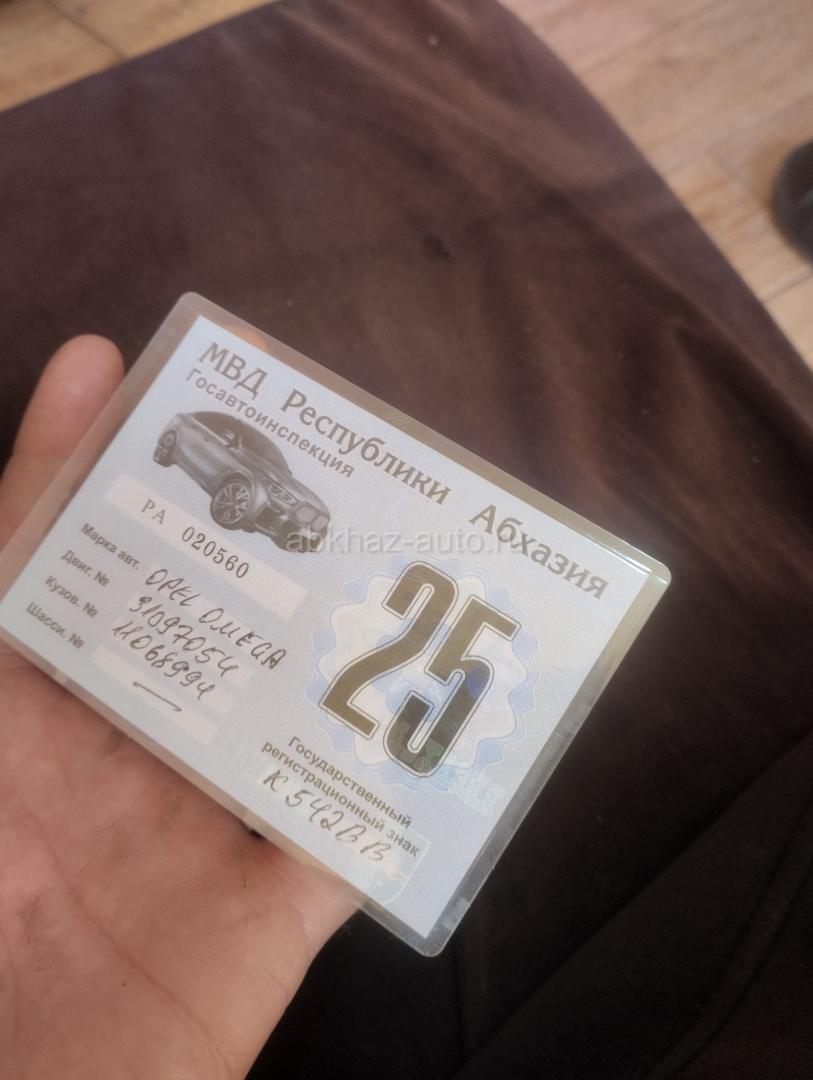 МВД Республики Абхазия
Госавтоинспекция
РА 020560
Марка авт. OPEL OMEGA
Двиг. № 31097054
Кузов. № 11068994
Шасси. № —
25
Государственный
регистрационный знак
К 542 ВВ
abkhaz-auto.ru